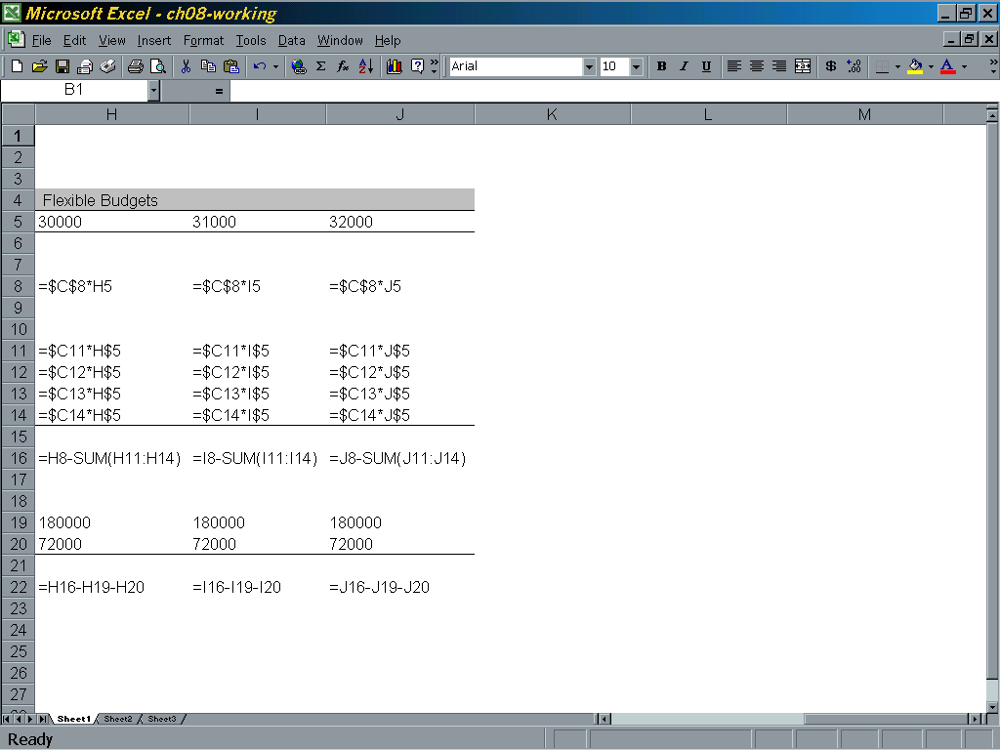 Microsoft Excel - ch08-working
File Edit View Insert Format Tools Data Window Help
Arial 10 B I U $
B1 =
H I J K L M
1
2
3
4 Flexible Budgets
5 30000 31000 32000
6
7
8 =$C$8*H5 =$C$8*I5 =$C$8*J5
9
10
11 =$C11*H$5 =$C11*I$5 =$C11*J$5
12 =$C12*H$5 =$C12*I$5 =$C12*J$5
13 =$C13*H$5 =$C13*I$5 =$C13*J$5
14 =$C14*H$5 =$C14*I$5 =$C14*J$5
15
16 =H8-SUM(H11:H14) =I8-SUM(I11:I14) =J8-SUM(J11:J14)
17
18
19 180000 180000 180000
20 72000 72000 72000
21
22 =H16-H19-H20 =I16-I19-I20 =J16-J19-J20
23
24
25
26
27
Sheet1 Sheet2 Sheet3
Ready